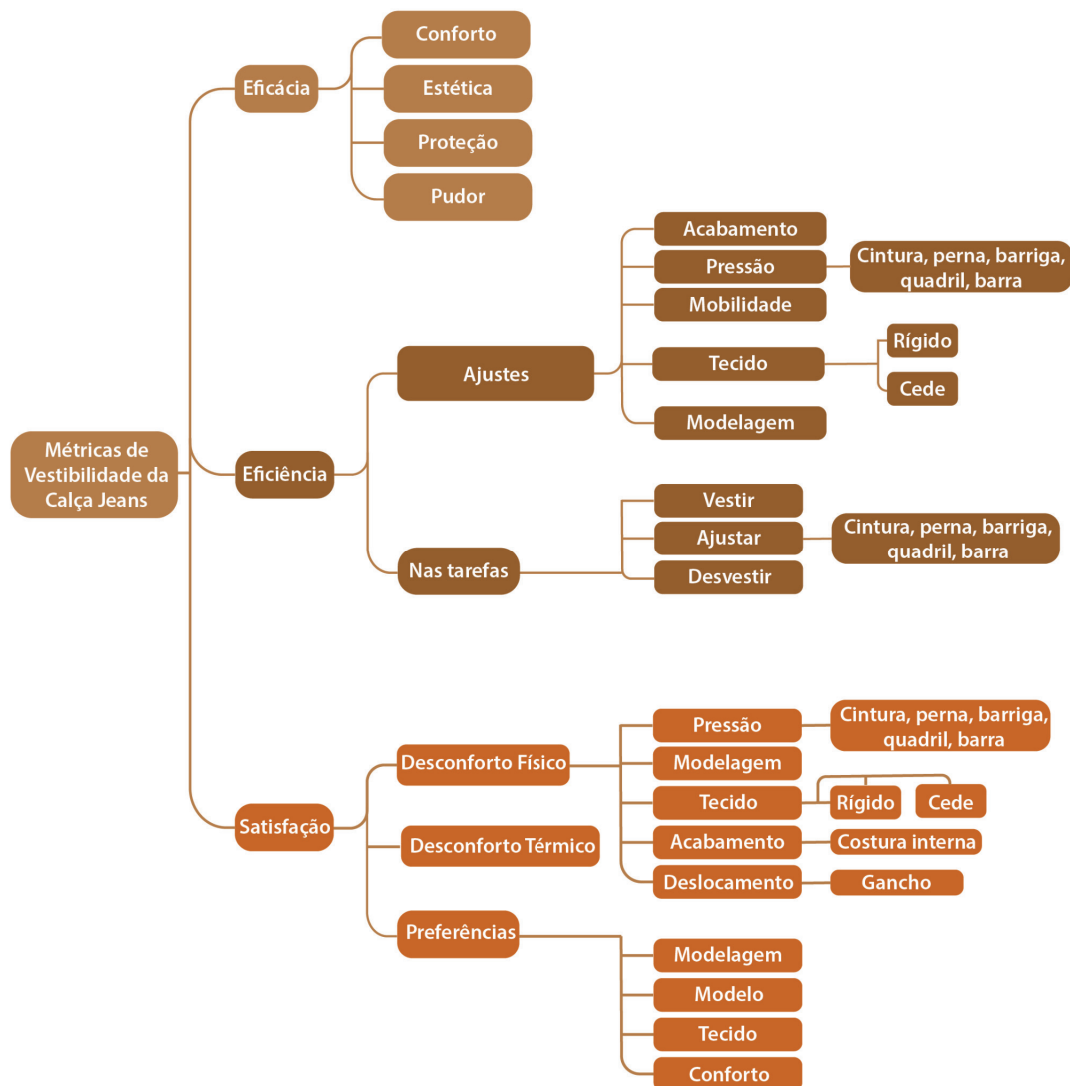 Métricas de
Vestibilidade da
Calça Jeans
Eficácia
Conforto
Estética
Proteção
Pudor
Eficiência
Ajustes
Acabamento
Pressão
Cintura, perna, barriga,
quadril, barra
Mobilidade
Tecido
Rígido
Cede
Modelagem
Nas tarefas
Vestir
Ajustar
Cintura, perna, barriga,
quadril, barra
Desvestir
Satisfação
Desconforto Físico
Pressão
Cintura, perna, barriga,
quadril, barra
Modelagem
Tecido
Rígido
Cede
Acabamento
Costura interna
Deslocamento
Gancho
Desconforto Térmico
Preferências
Modelagem
Modelo
Tecido
Conforto